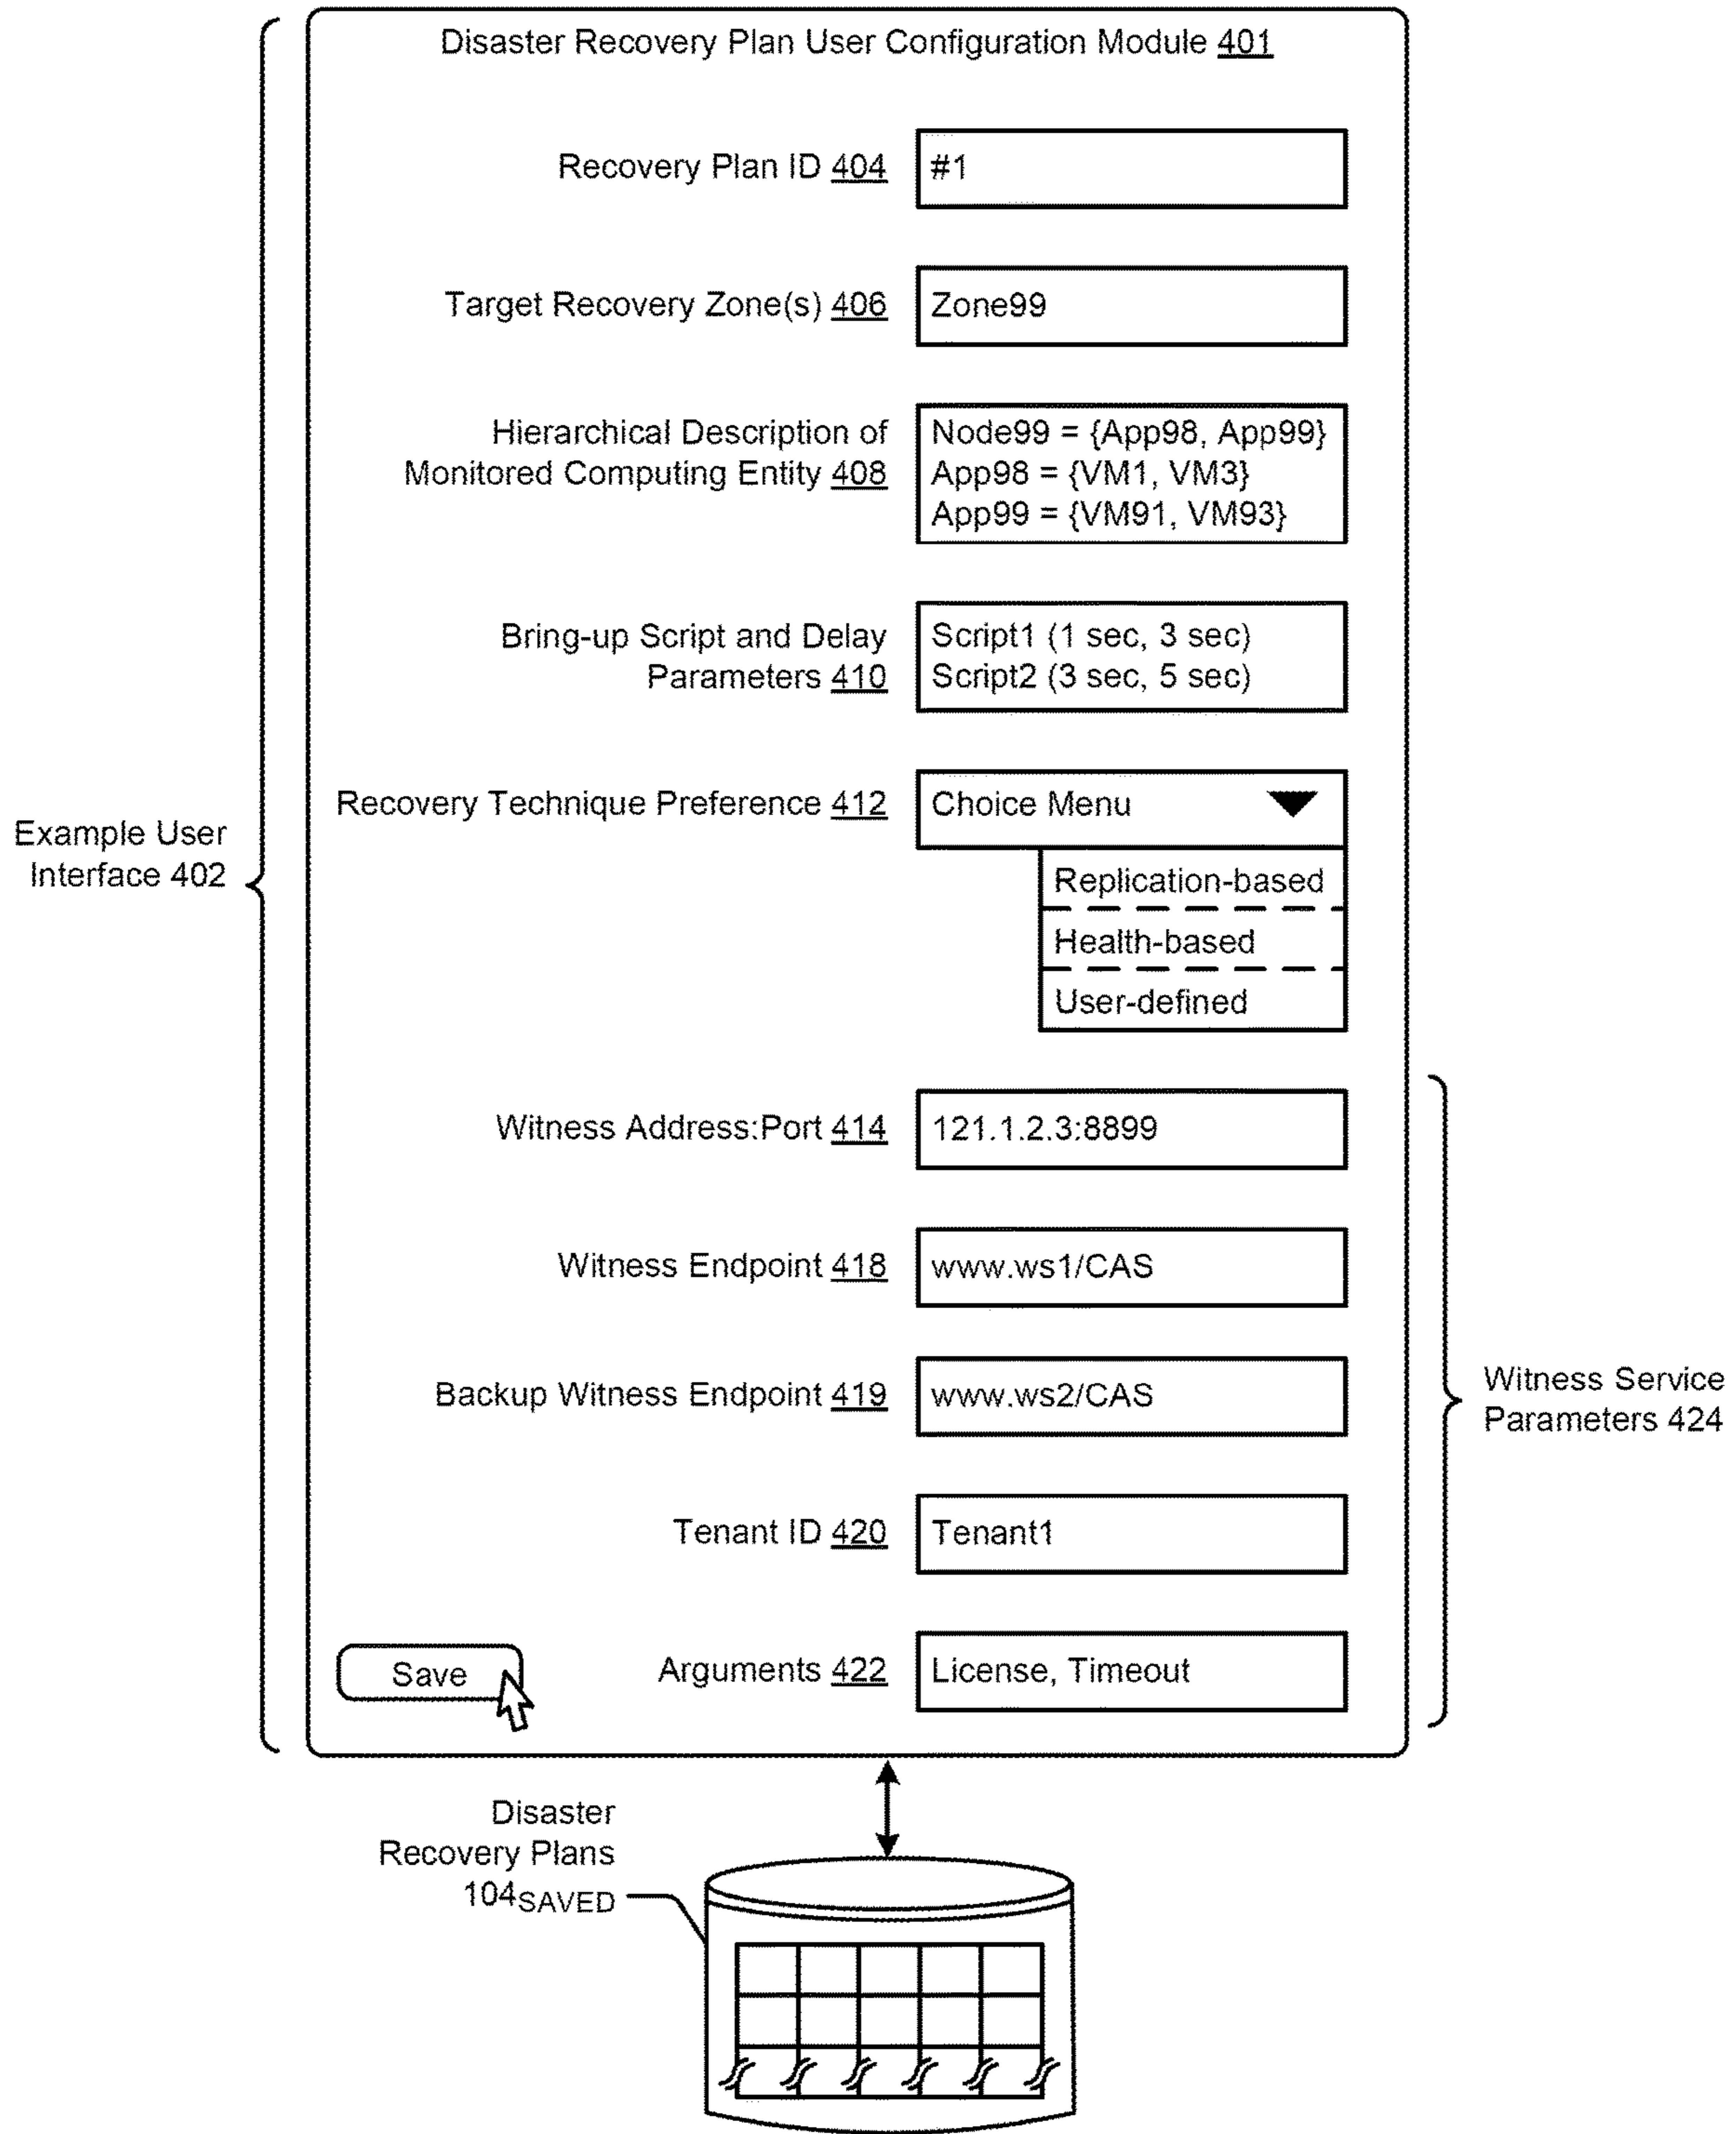 Disaster Recovery Plan User Configuration Module 401
Recovery Plan ID 404
#1
Target Recovery Zone(s) 406
Zone99
Hierarchical Description of
Monitored Computing Entity 408
Node99 = {App98, App99}
App98 = {VM1, VM3}
App99 = {VM91, VM93}
Bring-up Script and Delay
Parameters 410
Script1 (1 sec, 3 sec)
Script2 (3 sec, 5 sec)
Recovery Technique Preference 412
Choice Menu
Replication-based
Health-based
User-defined
Example User
Interface 402
Witness Address:Port 414
121.1.2.3:8899
Witness Endpoint 418
www.ws1/CAS
Backup Witness Endpoint 419
www.ws2/CAS
Witness Service
Parameters 424
Tenant ID 420
Tenant1
Save
Arguments 422
License, Timeout
Disaster
Recovery Plans
104SAVED